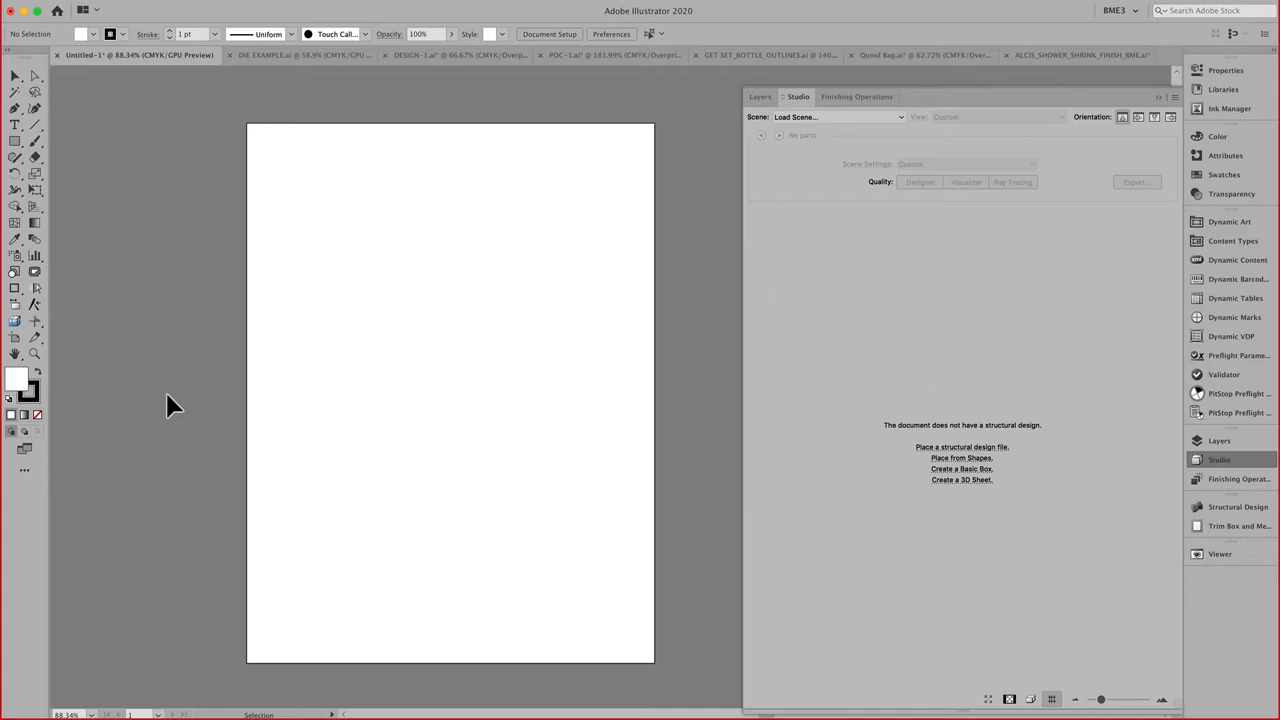 Adobe Illustrator 2020
BME3
Search Adobe Stock
No Selection
Stroke:
1 pt
Uniform
Touch Call...
Opacity:
100%
Style:
Document Setup
Preferences
Untitled-1* @ 88.34% (CMYK/GPU Preview)
DIE EXAMPLE.ai @ 58.9% (CMYK/GPU ...
DESIGN-1.ai* @ 66.67% (CMYK/Overpr...
POC-1.ai* @ 181.99% (CMYK/Overpri...
GET SET_BOTTLE_OUTLINES.ai @ 140....
Qunol Bag.ai* @ 62.72% (CMYK/Over...
ALCIS_SHOWER_SHRINK_FINISH_BME.ai*
Layers
Studio
Finishing Operations
Scene:
Load Scene...
View:
Custom
Orientation:
No parts
Scene Settings:
Custom
Quality:
Designer
Visualizer
Ray Tracing
Export...
The document does not have a structural design.
Place a structural design file.
Place from Shapes.
Create a Basic Box.
Create a 3D Sheet.
Properties
Libraries
Ink Manager
Color
Attributes
Swatches
Transparency
Dynamic Art
Content Types
Dynamic Content
Dynamic Barcod...
Dynamic Tables
Dynamic Marks
Dynamic VDP
Preflight Parame...
Validator
PitStop Preflight ...
PitStop Preflight ...
Layers
Studio
Finishing Operat...
Structural Design
Trim Box and Me...
Viewer
88.34%
1
Selection